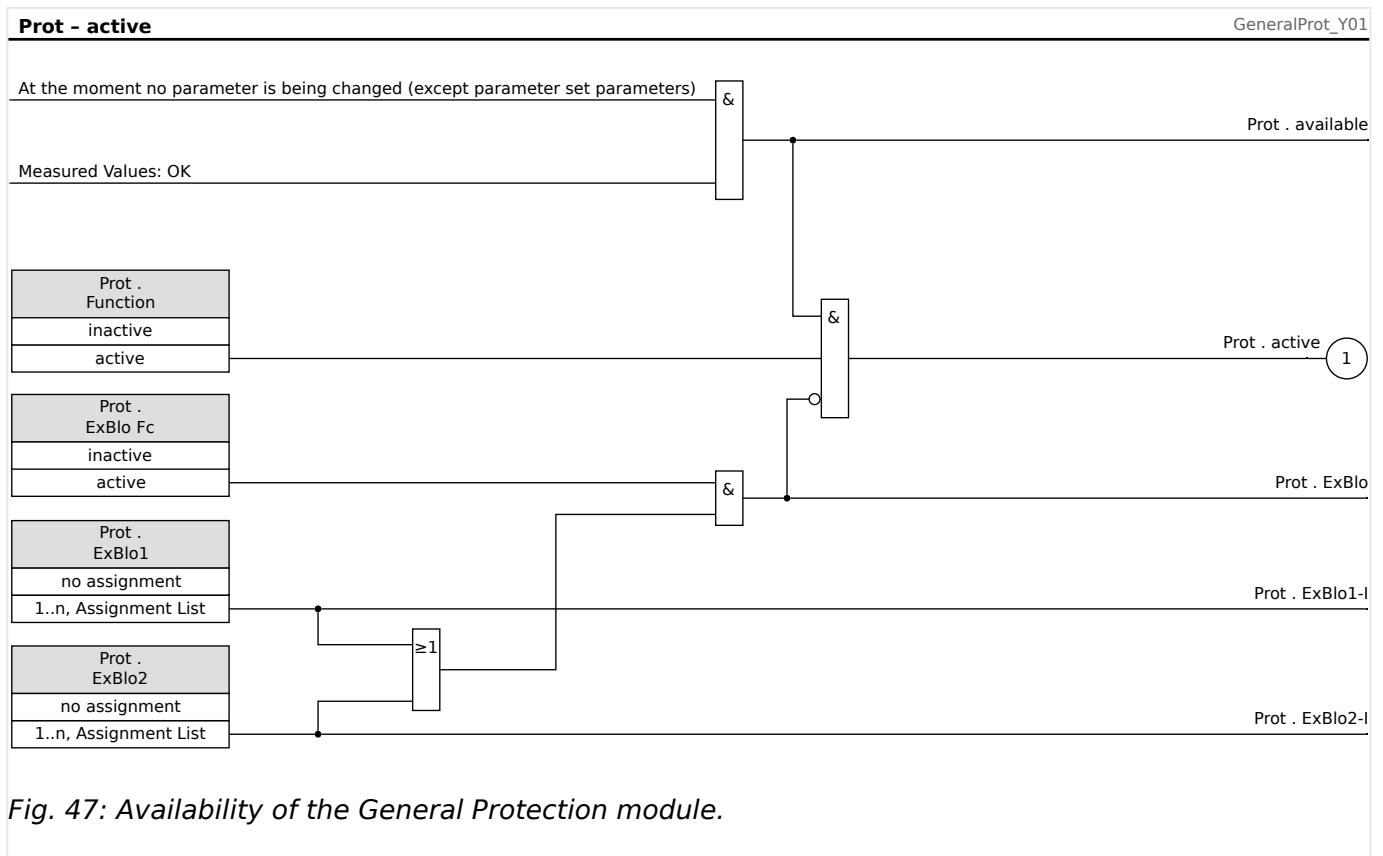 Prot – active
GeneralProt_Y01
At the moment no parameter is being changed (except parameter set parameters)
&
Prot . available
Measured Values: OK
Prot .
Function
inactive
active
&
Prot . active
1
Prot .
ExBlo Fc
inactive
active
&
Prot . ExBlo
Prot .
ExBlo1
no assignment
1..n, Assignment List
Prot . ExBlo1-I
≥1
Prot .
ExBlo2
no assignment
1..n, Assignment List
Prot . ExBlo2-I
Fig. 47: Availability of the General Protection module.